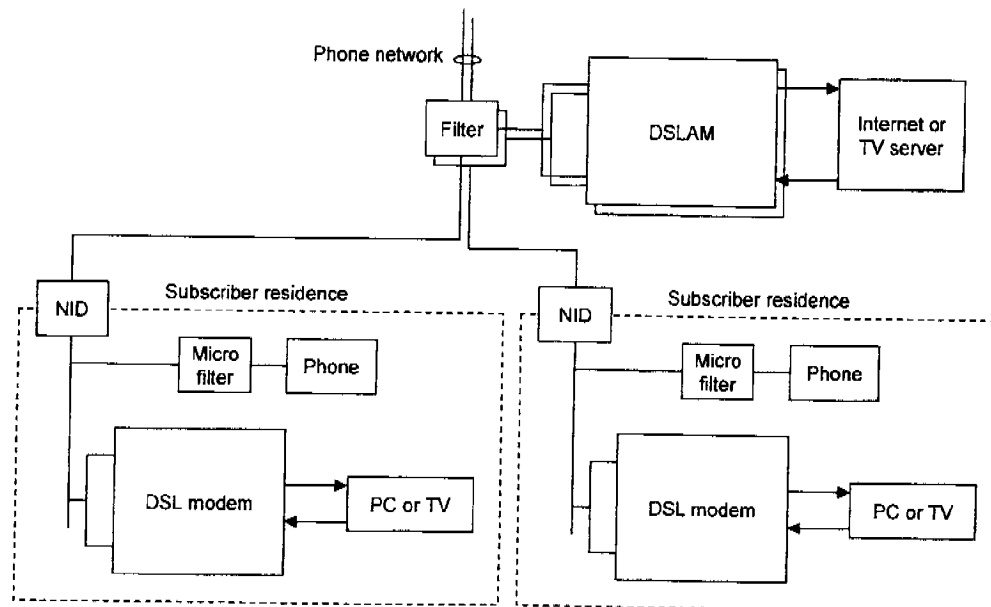 Phone network
Filter
DSLAM
Internet or
TV server
NID
Subscriber residence
Micro
filter
Phone
DSL modem
PC or TV
NID
Subscriber residence
Micro
filter
Phone
DSL modem
PC or TV